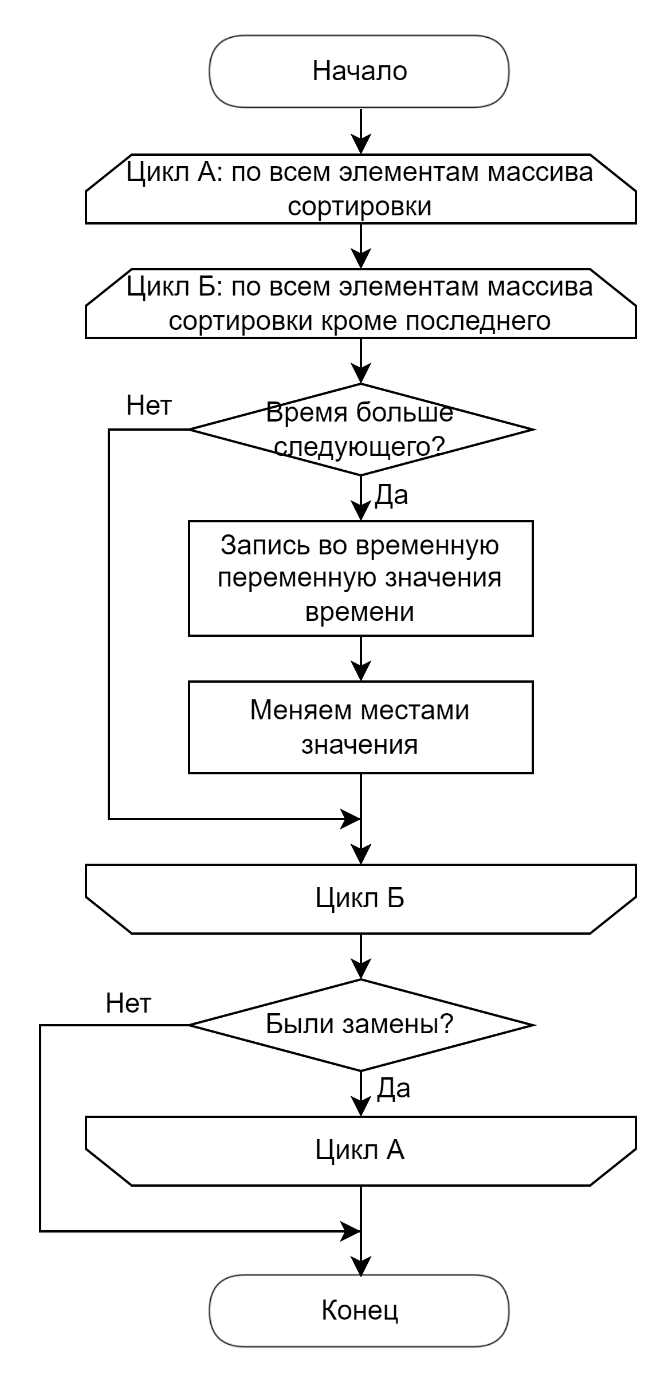 Начало
Цикл А: по всем элементам массива
сортировки
Цикл Б: по всем элементам массива
сортировки кроме последнего
Нет
Время больше
следующего?
Да
Запись во временную
переменную значения
времени
Меняем местами
значения
Цикл Б
Нет
Были замены?
Да
Цикл А
Конец